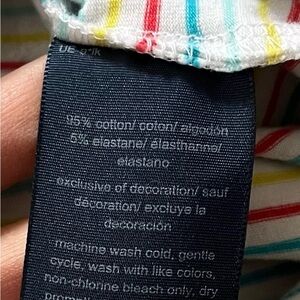 95% cotton/ coton/ algodón
5% elastane/ élasthanne/
elastano
exclusive of decoration/ sauf
décoration/ excluye la
decoración
machine wash cold, gentle
cycle, wash with like colors,
non-chlorine bleach only, dry